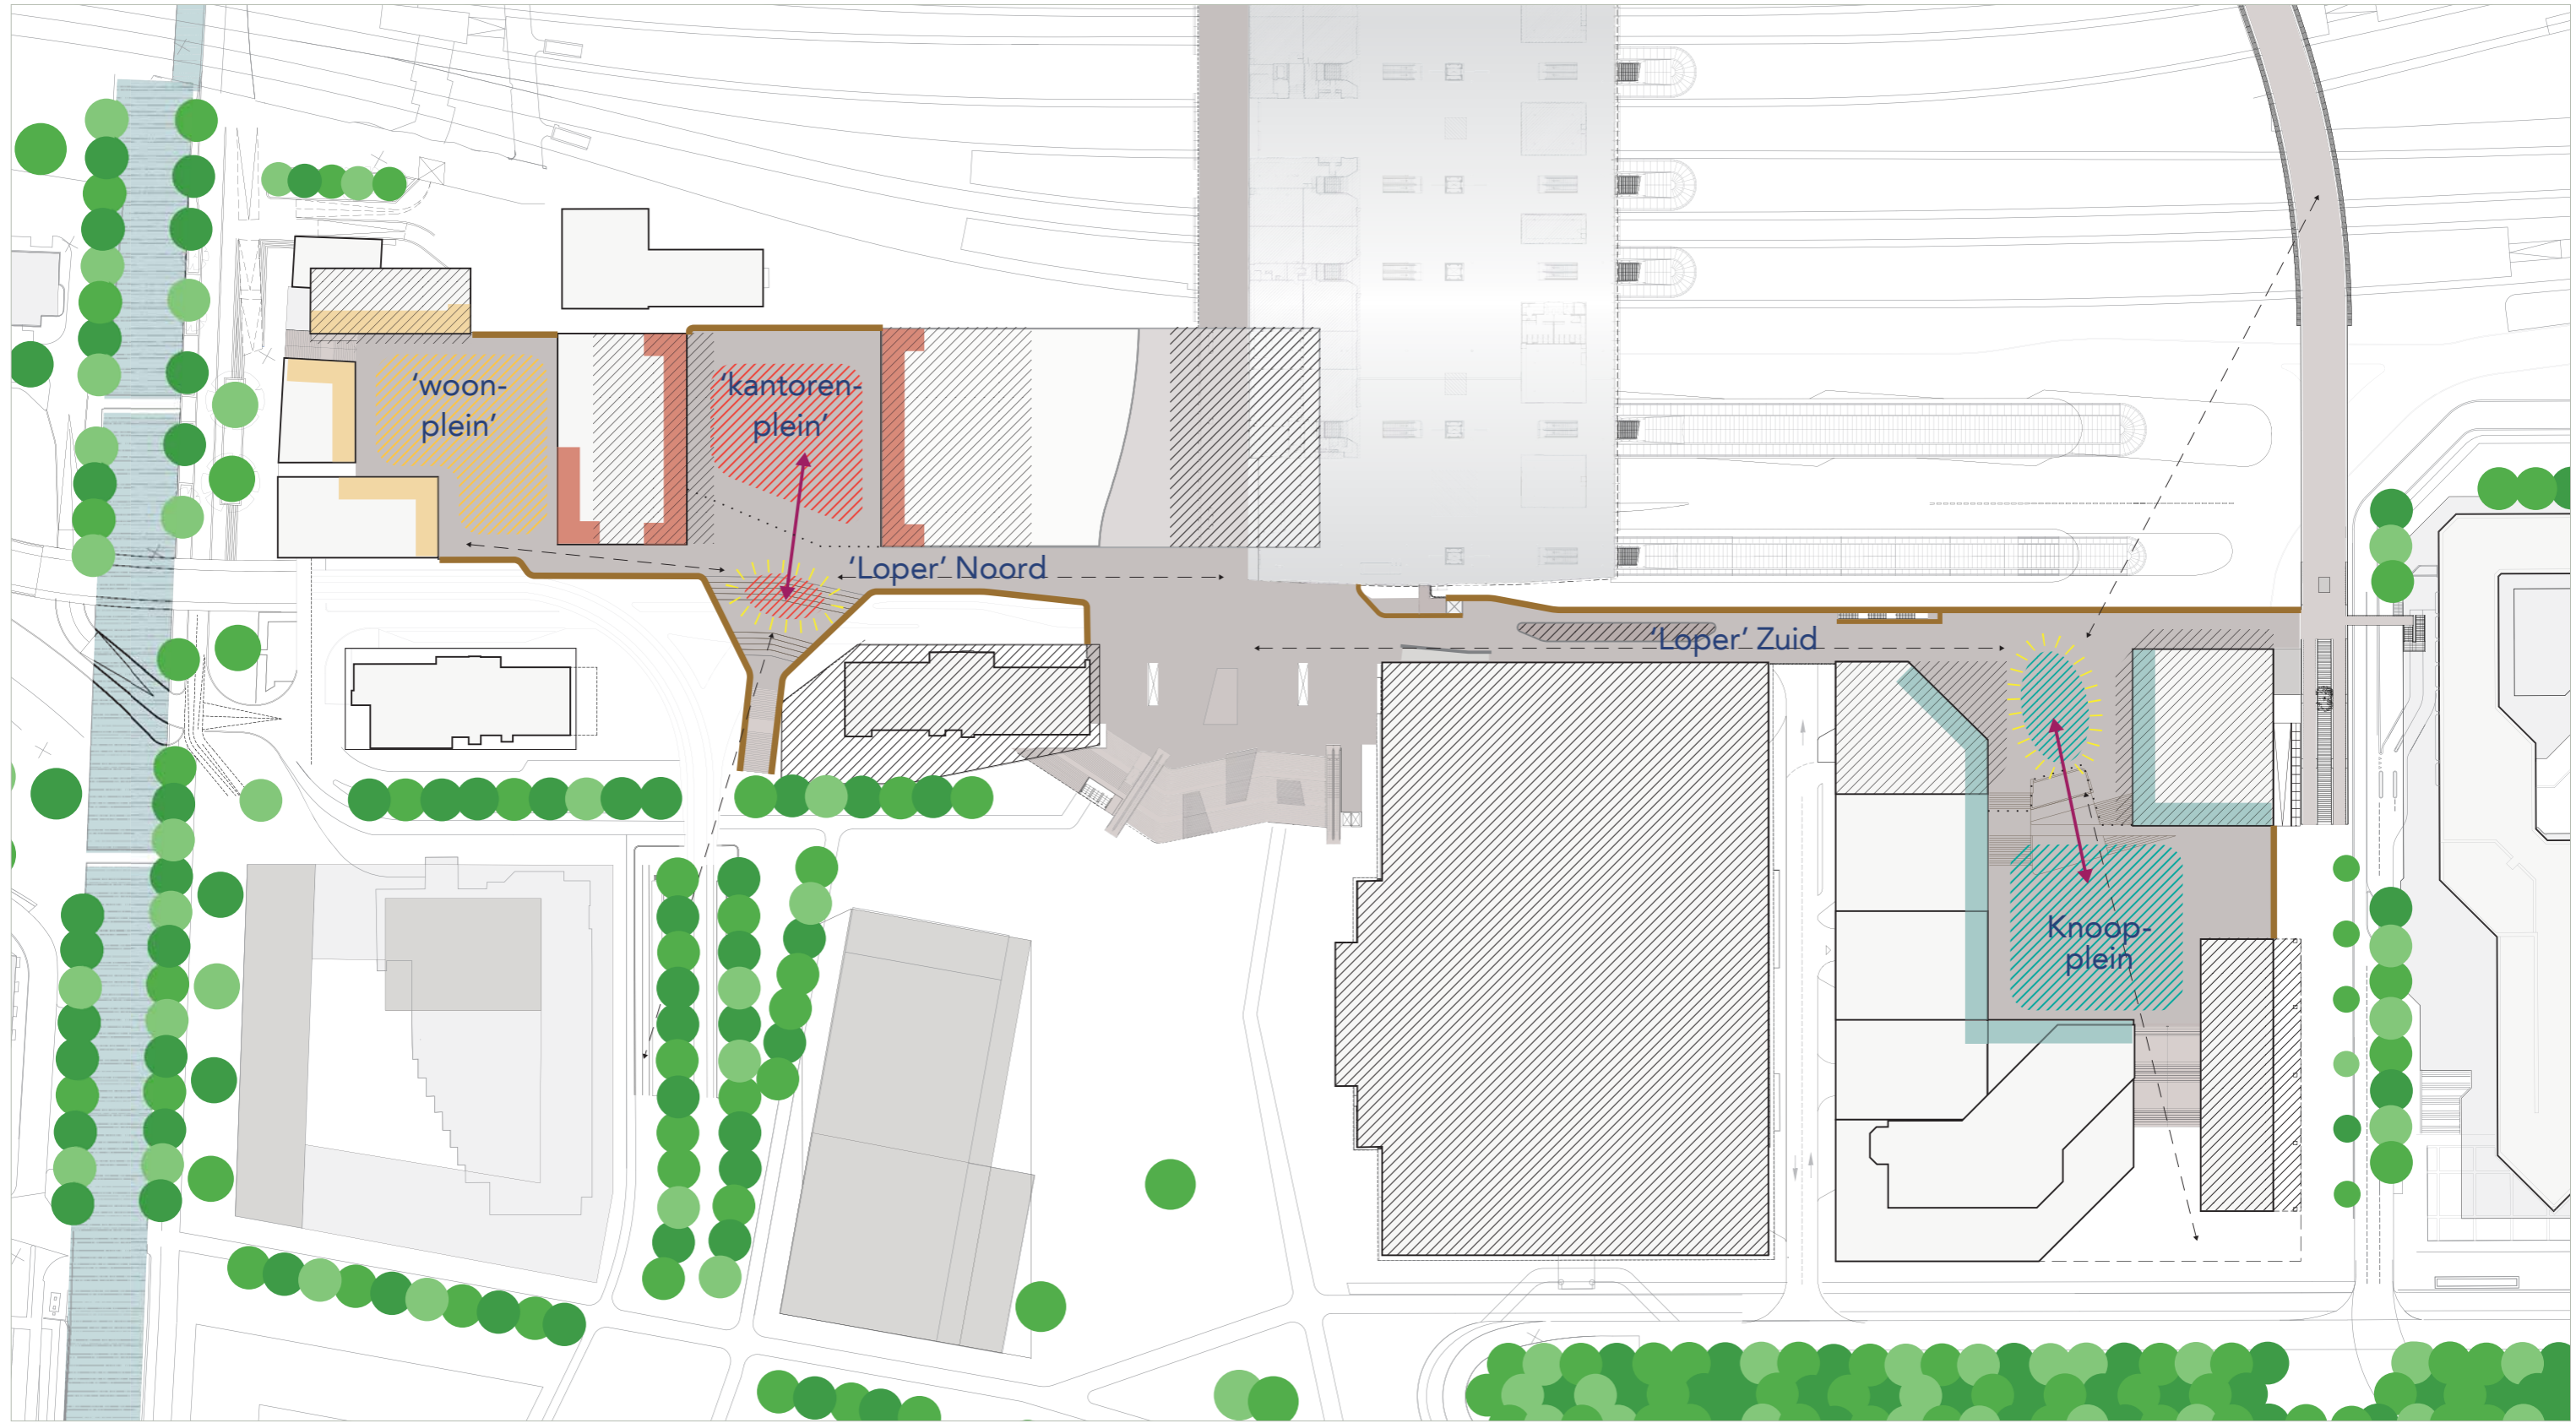 ‘woon-
plein’
‘kantoren-
plein’
‘Loper’ Noord
‘Loper’ Zuid
Knoop-
plein